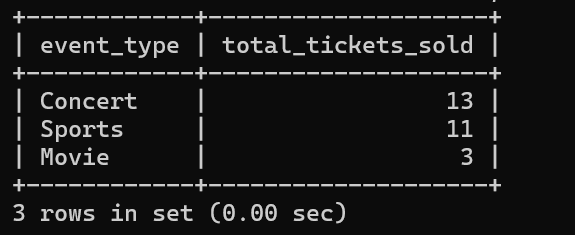 +------------+--------------------+
| event_type | total_tickets_sold |
+------------+--------------------+
| Concert    |                 13 |
| Sports     |                 11 |
| Movie      |                  3 |
+------------+--------------------+
3 rows in set (0.00 sec)